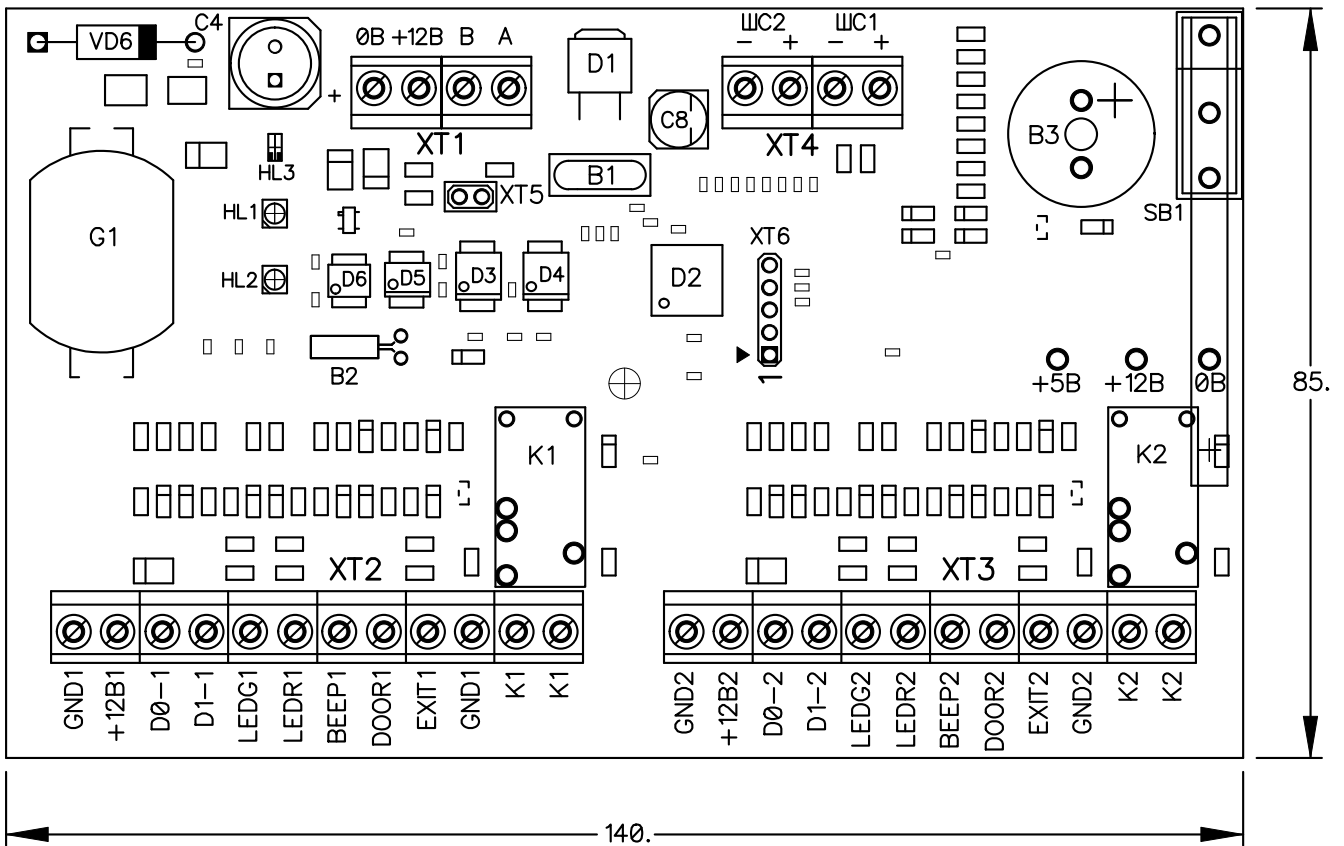 C4
VD6
+
0В +12В B A
XT1
D1
C8
ШС2 ШС1
− + − +
XT4
+
B3
SB1
HL3
HL1
HL2
G1
XT5
B1
XT6
D6
D5
D3
D4
D2
B2
1
+5В
+12В
0В
85.
K1
K2
+
XT2
XT3
GND1
+12В1
D0-1
D1-1
LEDG1
LEDR1
BEEP1
DOOR1
EXIT1
GND1
K1
K1
GND2
+12В2
D0-2
D1-2
LEDG2
LEDR2
BEEP2
DOOR2
EXIT2
GND2
K2
K2
140.